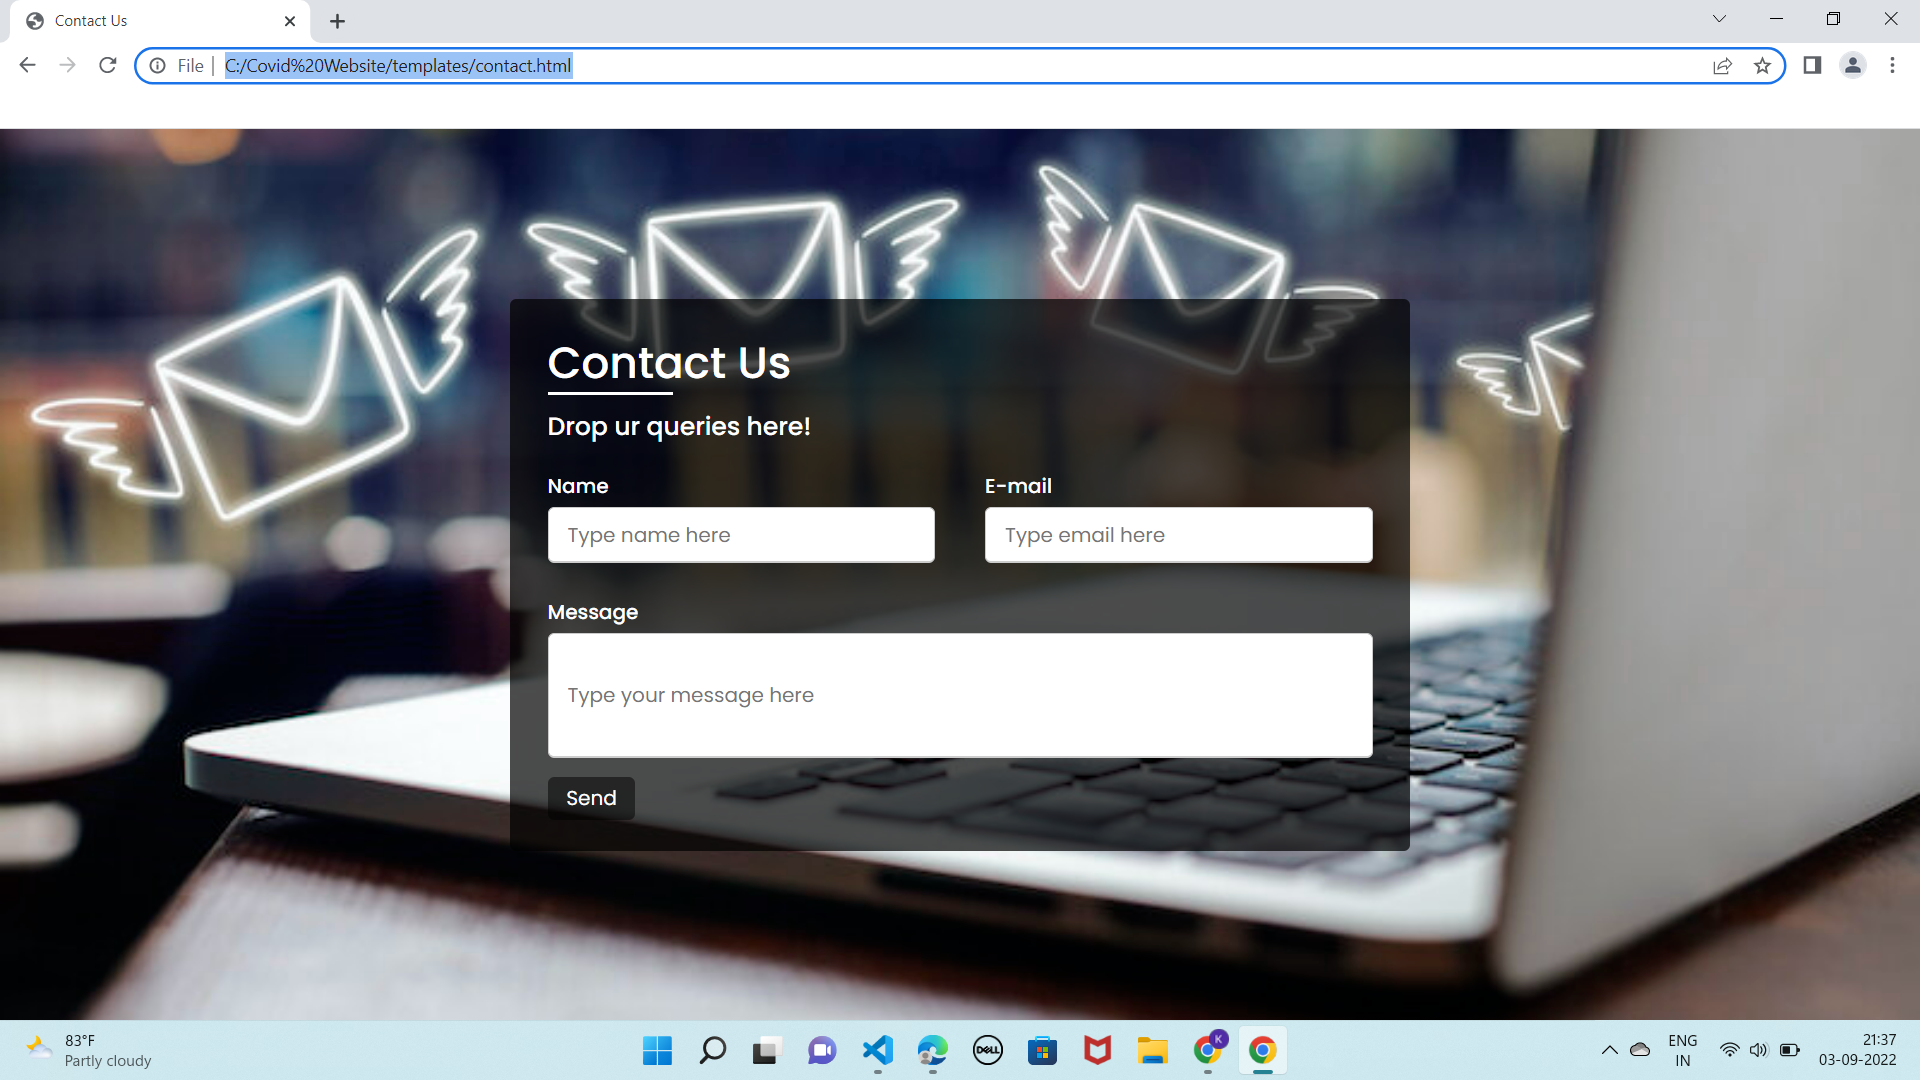 Contact Us
File
C:/Covid%20Website/templates/contact.html
Contact Us
Drop ur queries here!
Name
E-mail
Type name here
Type email here
Message
Type your message here
Send
83°F
Partly cloudy
DELL
K
ENG
IN
21:37
03-09-2022